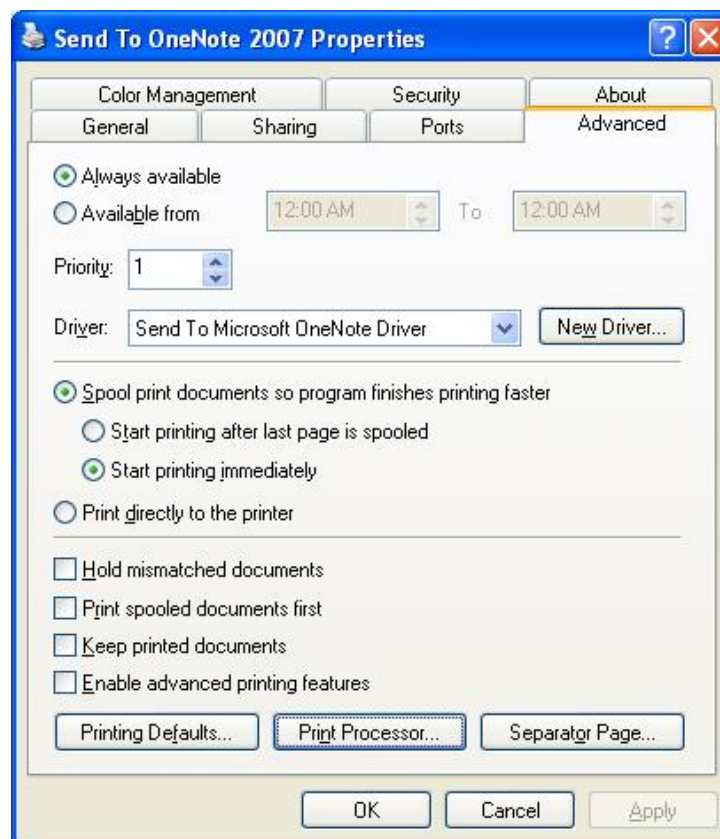 Send To OneNote 2007 Properties
Color Management Security About
General Sharing Ports Advanced
Always available
Available from 12:00 AM To 12:00 AM
Priority: 1
Driver: Send To Microsoft OneNote Driver New Driver...
Spool print documents so program finishes printing faster
Start printing after last page is spooled
Start printing immediately
Print directly to the printer
Hold mismatched documents
Print spooled documents first
Keep printed documents
Enable advanced printing features
Printing Defaults... Print Processor... Separator Page...
OK Cancel Apply